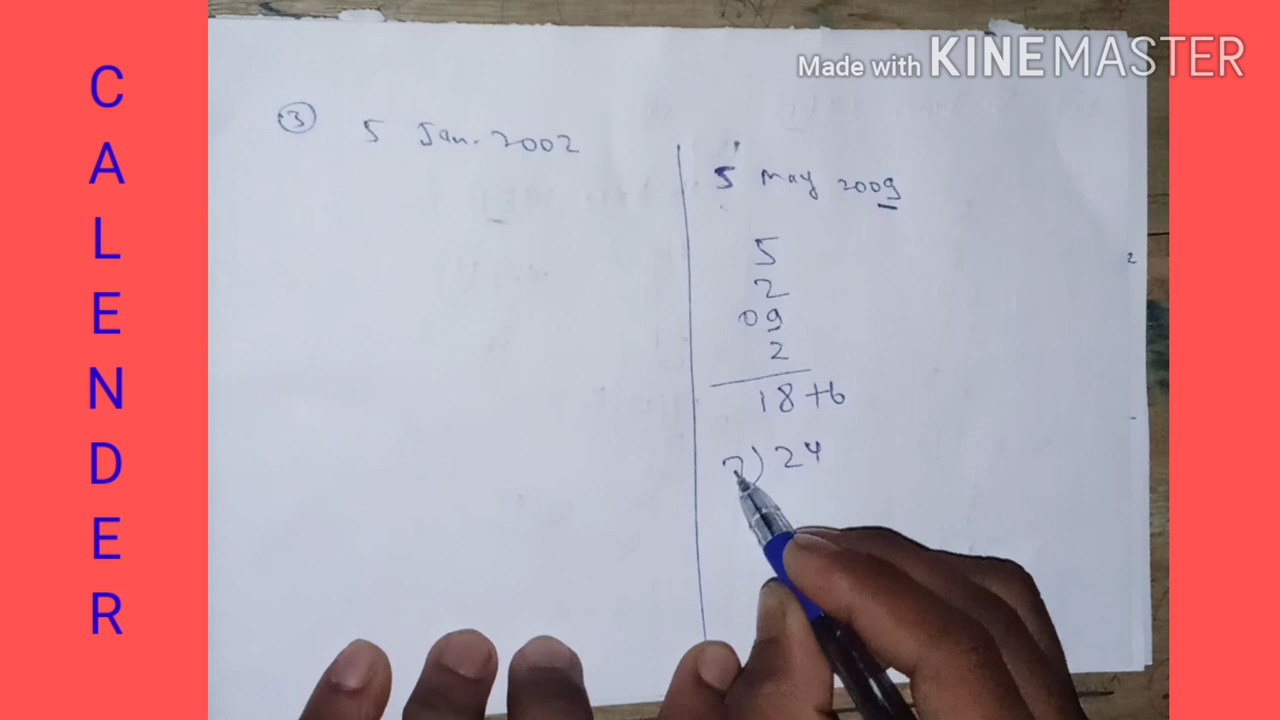 CALENDER
Made with KINEMASTER
③ 5 Jan. 2002
5 May 2009
5
2
09
2
18+6
7)24
2